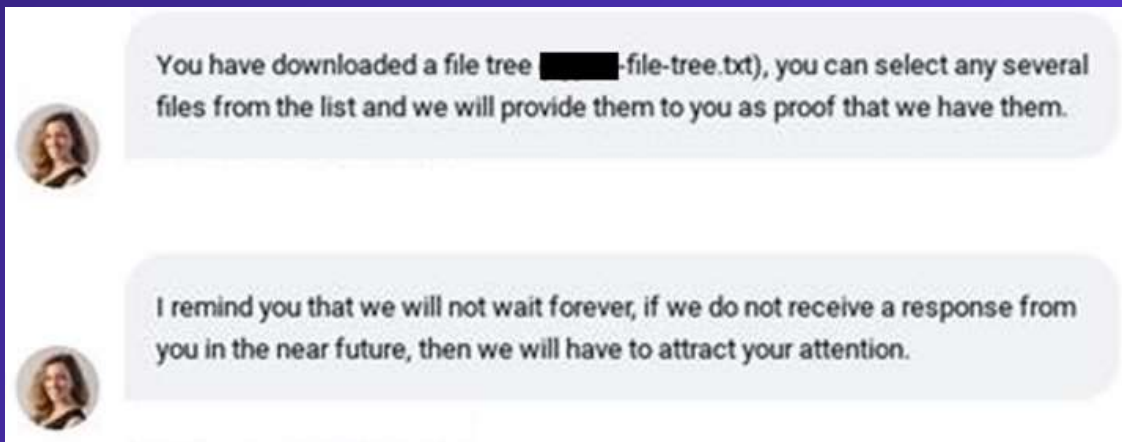 You have downloaded a file tree -file-tree.txt), you can select any several
files from the list and we will provide them to you as proof that we have them.
I remind you that we will not wait forever, if we do not receive a response from
you in the near future, then we will have to attract your attention.